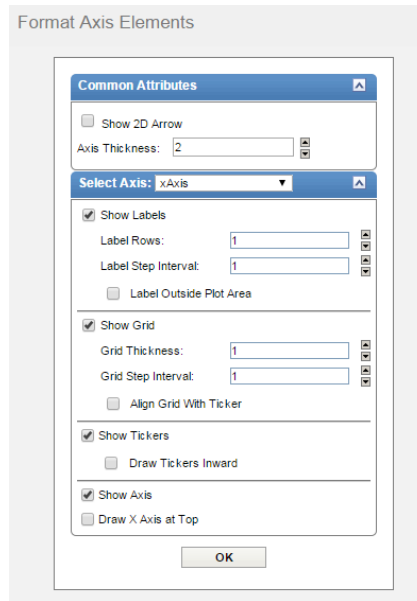 Format Axis Elements
Common Attributes
Show 2D Arrow
Axis Thickness: 2
Select Axis: xAxis
Show Labels
Label Rows: 1
Label Step Interval: 1
Label Outside Plot Area
Show Grid
Grid Thickness: 1
Grid Step Interval: 1
Align Grid With Ticker
Show Tickers
Draw Tickers Inward
Show Axis
Draw X Axis at Top
OK